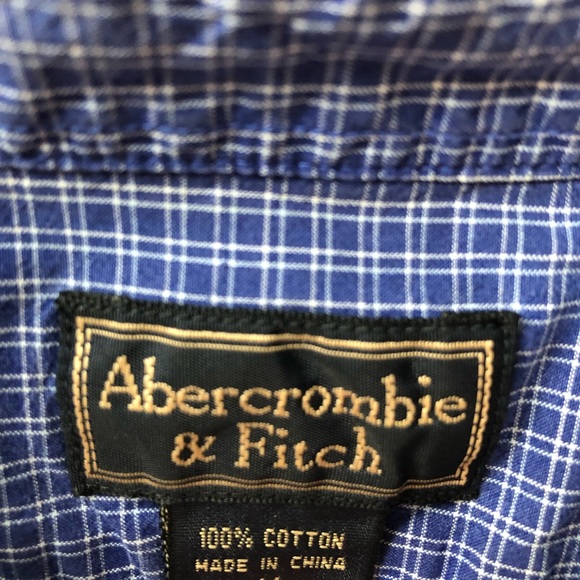 Abercrombie
& Fitch
100% COTTON
MADE IN CHINA